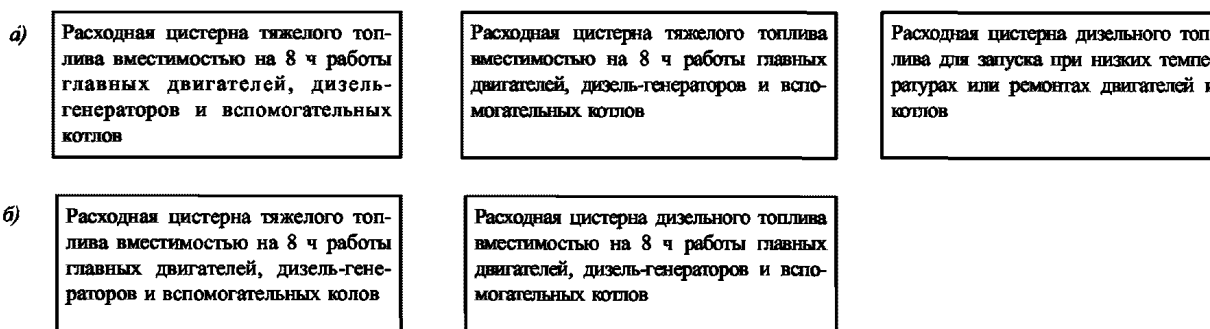 а)
Расходная цистерна тяжелого топ-
лива вместимостью на 8 ч работы
главных двигателей, дизель-
генераторов и вспомогательных
котлов
Расходная цистерна тяжелого топлива
вместимостью на 8 ч работы главных
двигателей, дизель-генераторов и вспо-
могательных котлов
Расходная цистерна дизельного топ
лива для запуска при низких темпе
ратурах или ремонтах двигателей и
котлов
б)
Расходная цистерна тяжелого топ-
лива вместимостью на 8 ч работы
главных двигателей, дизель-гене-
раторов и вспомогательных колов
Расходная цистерна дизельного топлива
вместимостью на 8 ч работы главных
двигателей, дизель-генераторов и вспо-
могательных котлов